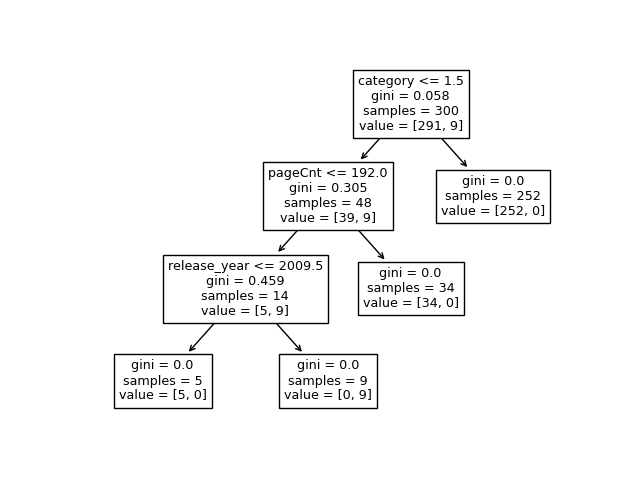 category <= 1.5
gini = 0.058
samples = 300
value = [291, 9]
pageCnt <= 192.0
gini = 0.305
samples = 48
value = [39, 9]
gini = 0.0
samples = 252
value = [252, 0]
release_year <= 2009.5
gini = 0.459
samples = 14
value = [5, 9]
gini = 0.0
samples = 34
value = [34, 0]
gini = 0.0
samples = 5
value = [5, 0]
gini = 0.0
samples = 9
value = [0, 9]